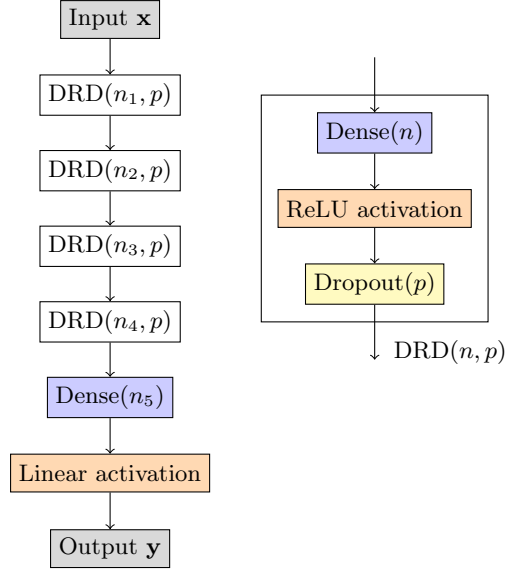 Input x
DRD(n₁, p)
DRD(n₂, p)
DRD(n₃, p)
DRD(n₄, p)
Dense(n₅)
Linear activation
Output y
Dense(n)
ReLU activation
Dropout(p)
DRD(n, p)